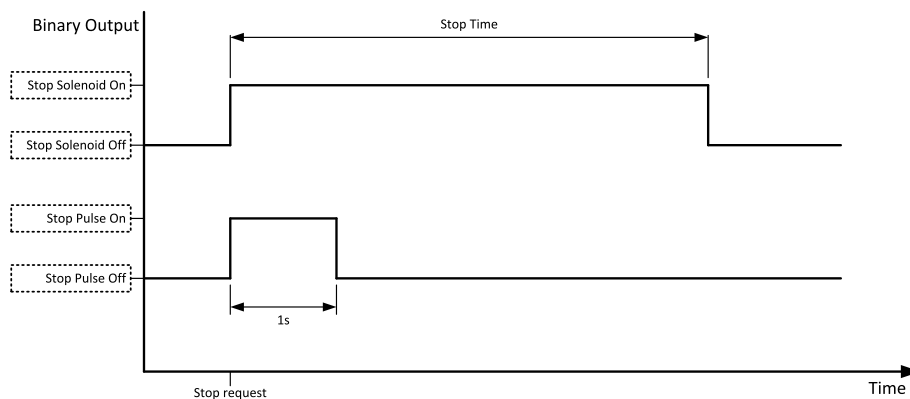 Binary Output
Stop Time
Stop Solenoid On
Stop Solenoid Off
Stop Pulse On
Stop Pulse Off
1s
Stop request
Time